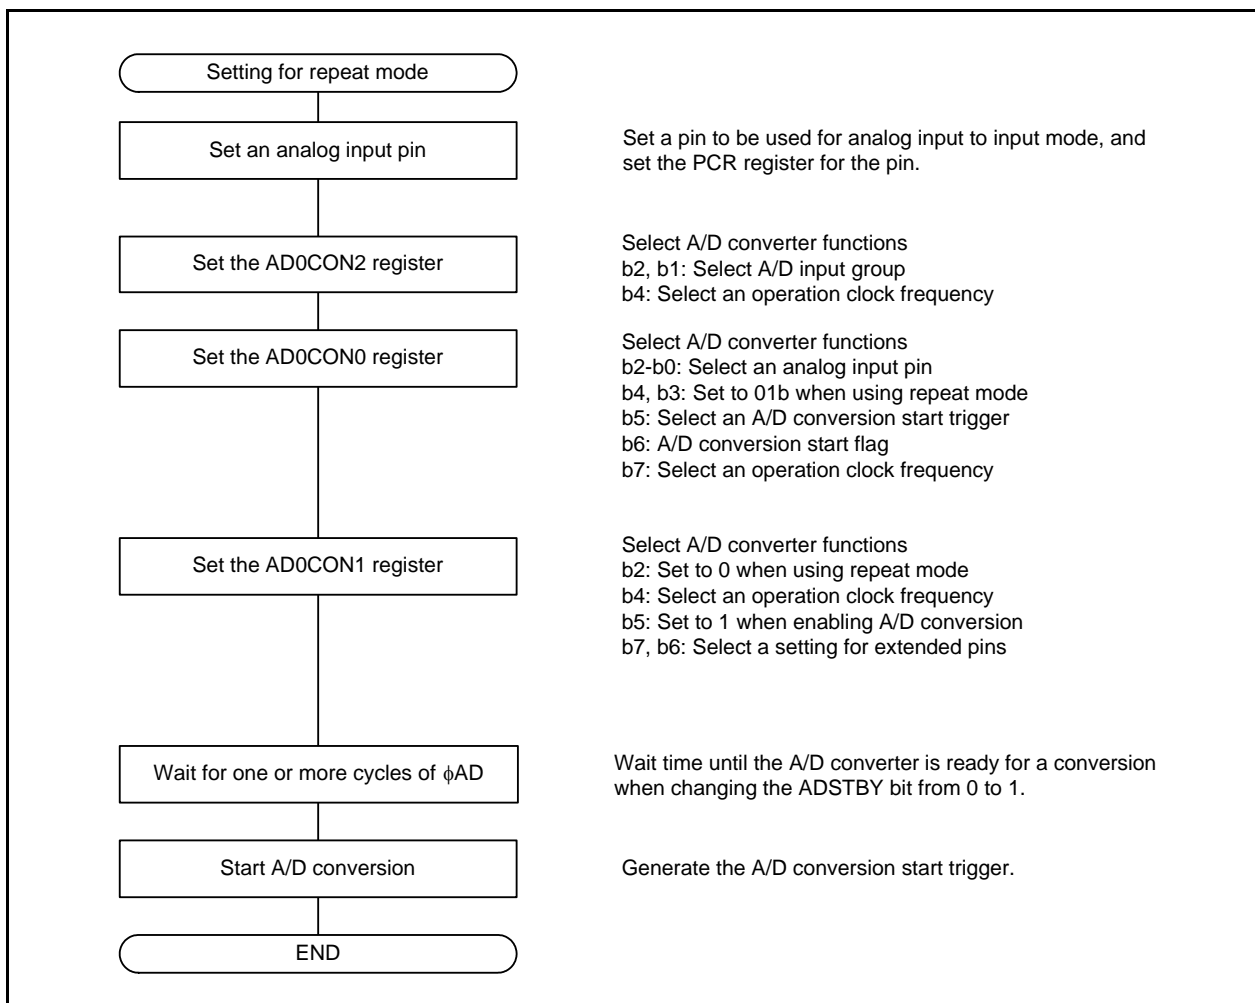 Setting for repeat mode
Set an analog input pin
Set a pin to be used for analog input to input mode, and
set the PCR register for the pin.
Set the AD0CON2 register
Select A/D converter functions
b2, b1: Select A/D input group
b4: Select an operation clock frequency
Set the AD0CON0 register
Select A/D converter functions
b2-b0: Select an analog input pin
b4, b3: Set to 01b when using repeat mode
b5: Select an A/D conversion start trigger
b6: A/D conversion start flag
b7: Select an operation clock frequency
Set the AD0CON1 register
Select A/D converter functions
b2: Set to 0 when using repeat mode
b4: Select an operation clock frequency
b5: Set to 1 when enabling A/D conversion
b7, b6: Select a setting for extended pins
Wait for one or more cycles of ϕAD
Wait time until the A/D converter is ready for a conversion
when changing the ADSTBY bit from 0 to 1.
Start A/D conversion
Generate the A/D conversion start trigger.
END